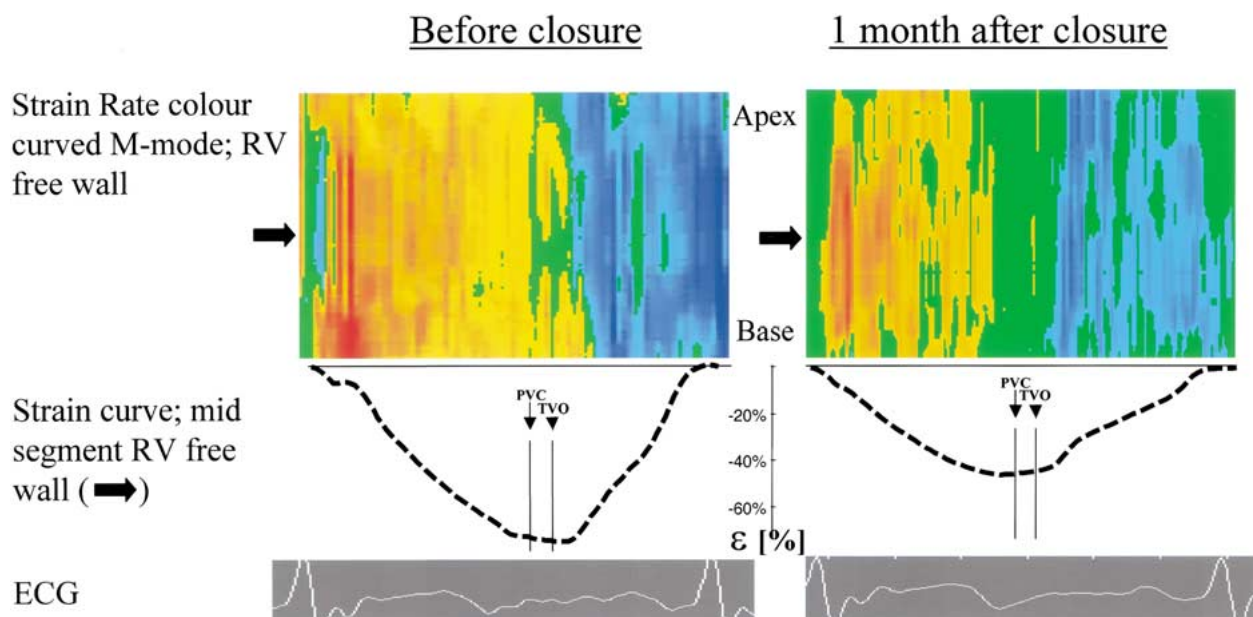 Before closure
1 month after closure
Strain Rate colour
curved M-mode; RV
free wall
Apex
Base
Strain curve; mid
segment RV free
wall (➡)
PVC
TVO
PVC
TVO
-20%
-40%
-60%
ε [%]
ECG